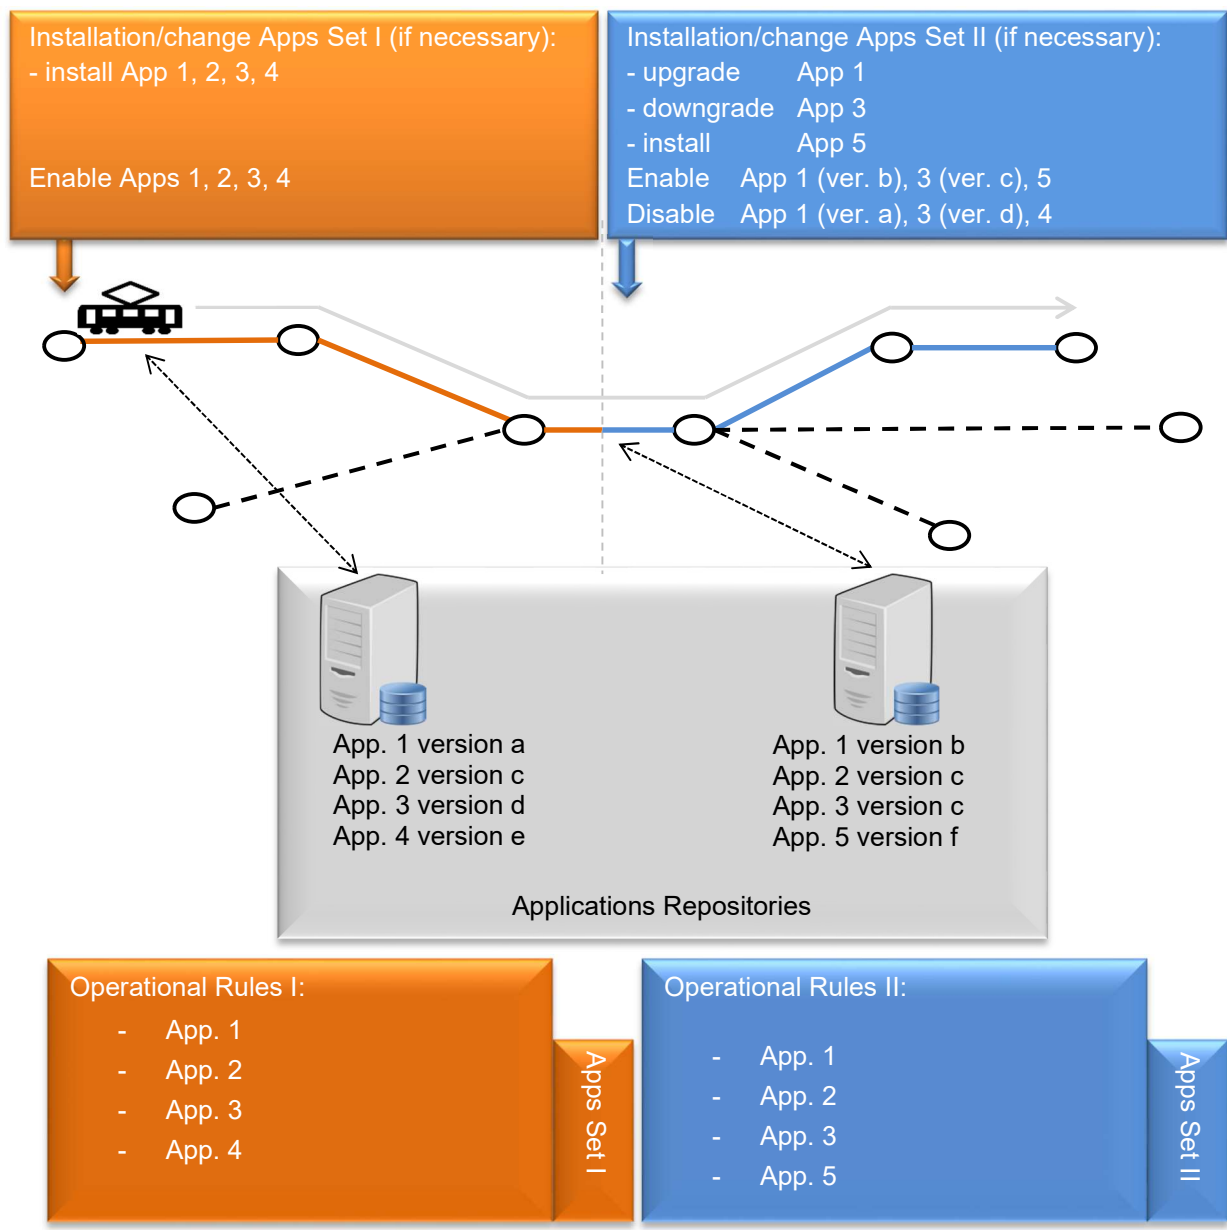 Installation/change Apps Set I (if necessary):
- install App 1, 2, 3, 4
Enable Apps 1, 2, 3, 4
Installation/change Apps Set II (if necessary):
- upgrade App 1
- downgrade App 3
- install App 5
Enable App 1 (ver. b), 3 (ver. c), 5
Disable App 1 (ver. a), 3 (ver. d), 4
App. 1 version a
App. 2 version c
App. 3 version d
App. 4 version e
App. 1 version b
App. 2 version c
App. 3 version c
App. 5 version f
Applications Repositories
Operational Rules I:
- App. 1
- App. 2
- App. 3
- App. 4
Apps Set I
Operational Rules II:
- App. 1
- App. 2
- App. 3
- App. 5
Apps Set II